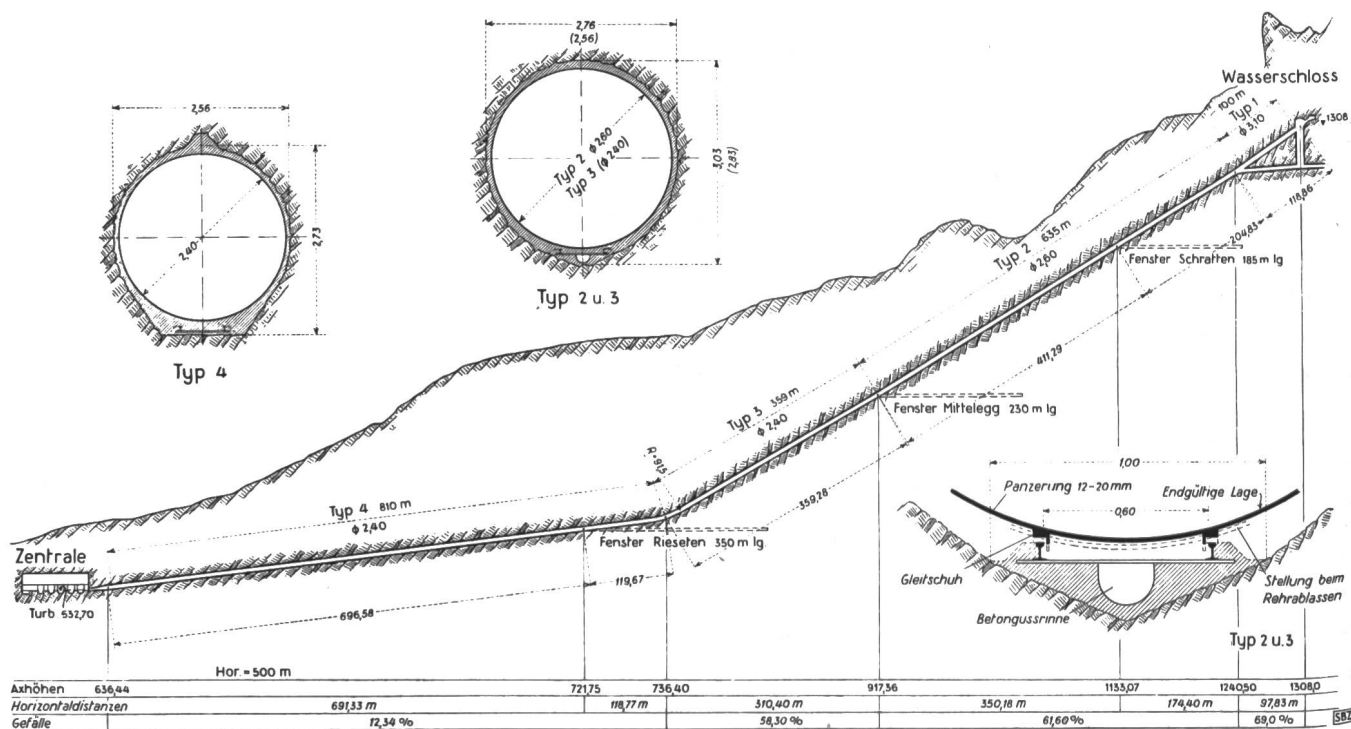 2,76
(2,56)
2,56
2,40
2,73
Typ 4
Typ 2 ϕ 2,60
Typ 3 (ϕ 2,40)
3,03
(2,83)
Typ 2 u. 3
Wasserschloss
100 m
Typ 1
ϕ 3,10
1308
118,86
204,83
Typ 2 635 m
ϕ 2,60
Fenster Schraften 185 m lg
411,29
Typ 3 359 m
ϕ 2,40
Fenster Mittelegg 230 m lg
359,28
R = 91,5
Typ 4 810 m
ϕ 2,40
Fenster Rieseten 350 m lg.
119,67
696,58
Zentrale
Turb 532,70
1,00
Panzerung 12-20 mm
Endgültige Lage
0,60
Gleitschuh
Betongussrinne
Stellung beim
Rohrablassen
Typ 2 u. 3
Hor. = 500 m
Axhöhen 636,44 721,75 736,40 917,36 1133,07 1240,50 1308,0
Horizontaldistanzen 691,33 m 118,77 m 310,40 m 350,18 m 174,40 m 97,83 m
Gefälle 12,34 % 58,30 % 61,60 % 69,0 %
SBZ